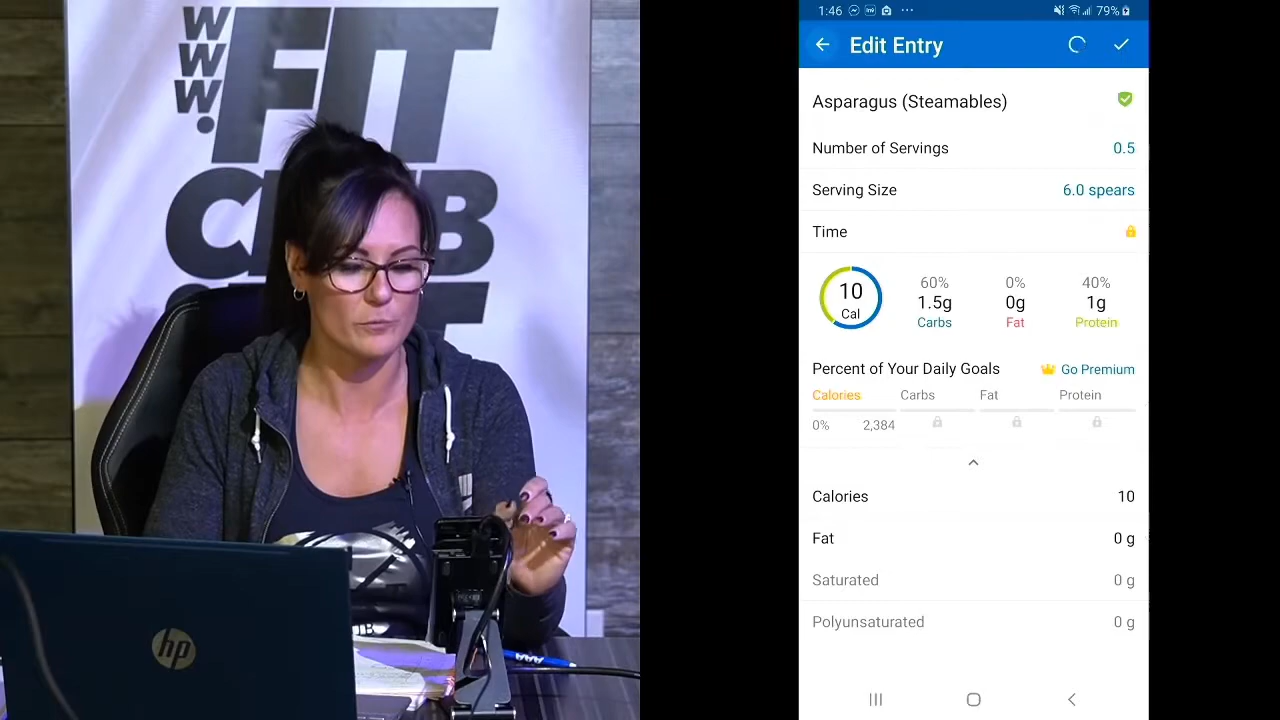 WWW.
FIT
CLUB
hp
1:46 79%
Edit Entry
Asparagus (Steamables)
Number of Servings 0.5
Serving Size 6.0 spears
Time
10
Cal
60% 0% 40%
1.5g 0g 1g
Carbs Fat Protein
Percent of Your Daily Goals Go Premium
Calories Carbs Fat Protein
0% 2,384
Calories 10
Fat 0 g
Saturated 0 g
Polyunsaturated 0 g